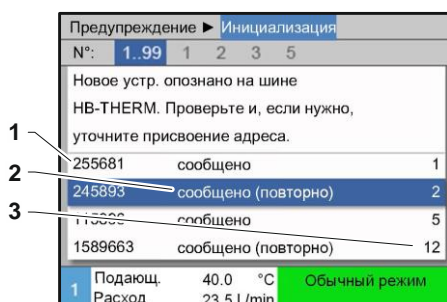 Предупреждение ► Инициализация
N°: 1..99 1 2 3 5
Новое устр. опознано на шине
HB-THERM. Проверьте и, если нужно,
уточните присвоение адреса.
1
255681 сообщено 1
2
245893 сообщено (повторно) 2
3
сообщено 5
1589663 сообщено (повторно) 12
1 Подающ. 40.0 °C Обычный режим
Расход 23.5 L/min